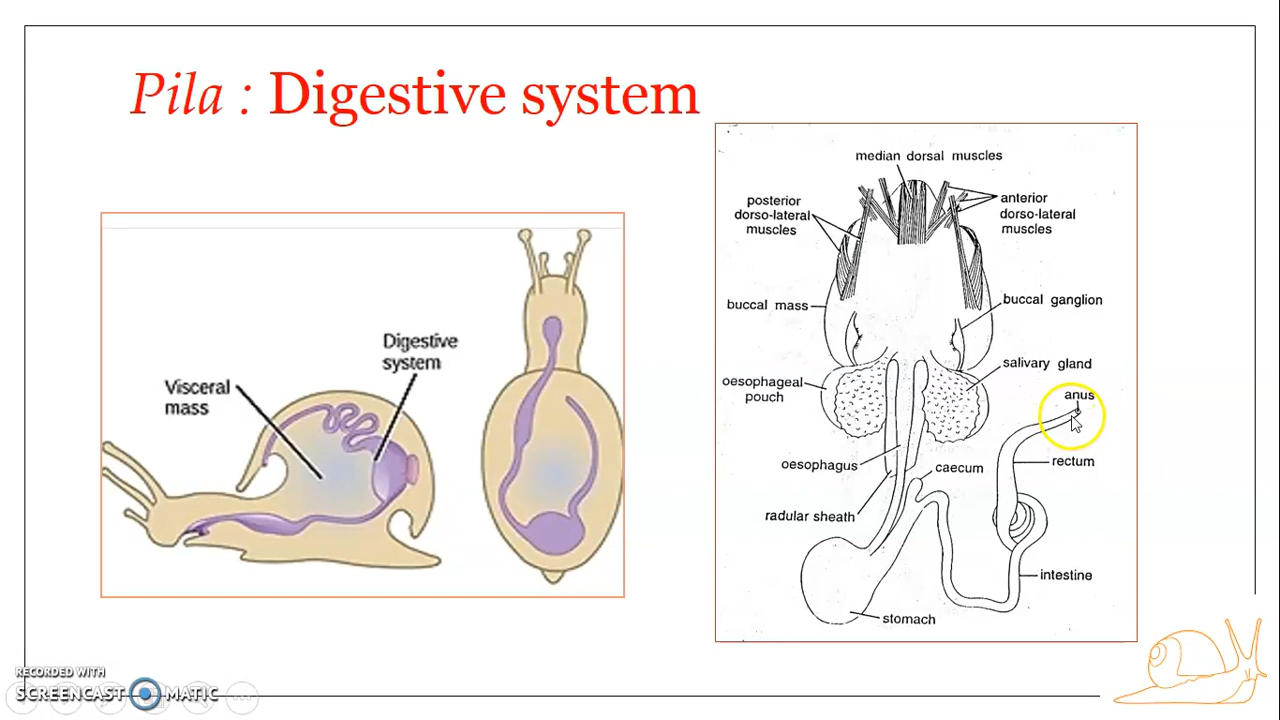 Pila : Digestive system
Visceral
mass
Digestive
system
median dorsal muscles
posterior
dorso-lateral
muscles
anterior
dorso-lateral
muscles
buccal mass
buccal ganglion
salivary gland
oesophageal
pouch
anus
oesophagus
caecum
rectum
radular sheath
intestine
stomach
RECORDED WITH
SCREENCAST MATIC